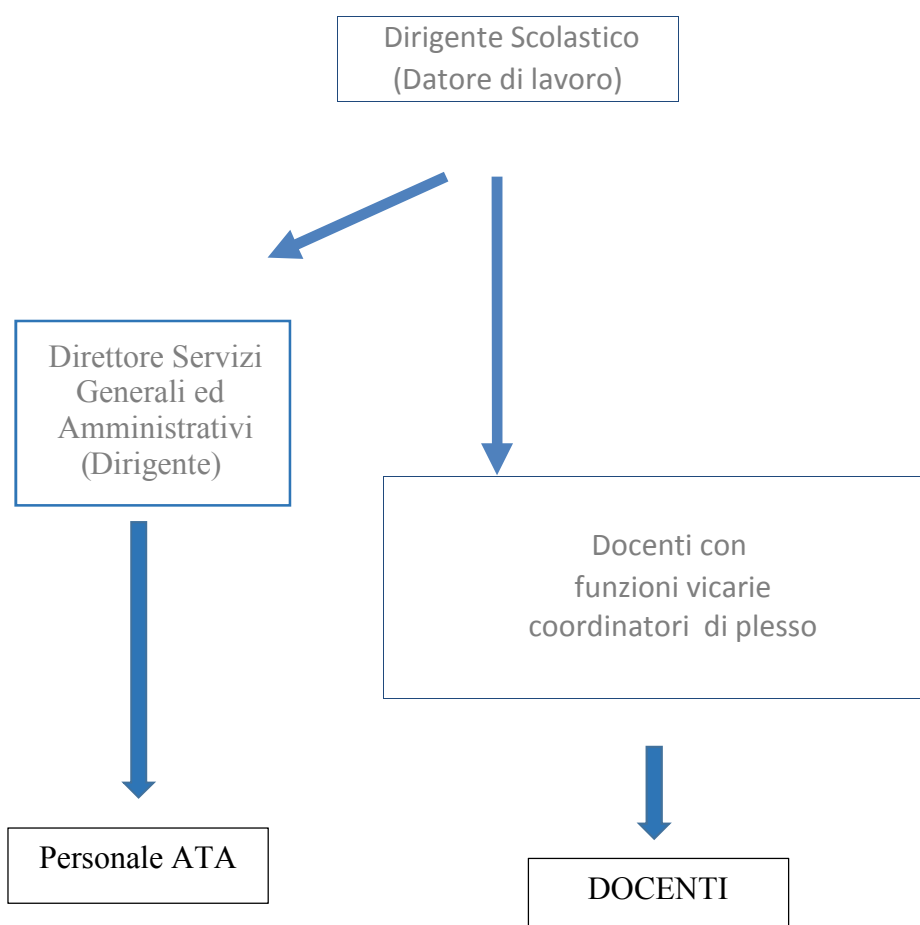 Dirigente Scolastico
(Datore di lavoro)
Direttore Servizi
Generali ed
Amministrativi
(Dirigente)
Docenti con
funzioni vicarie
coordinatori di plesso
Personale ATA
DOCENTI